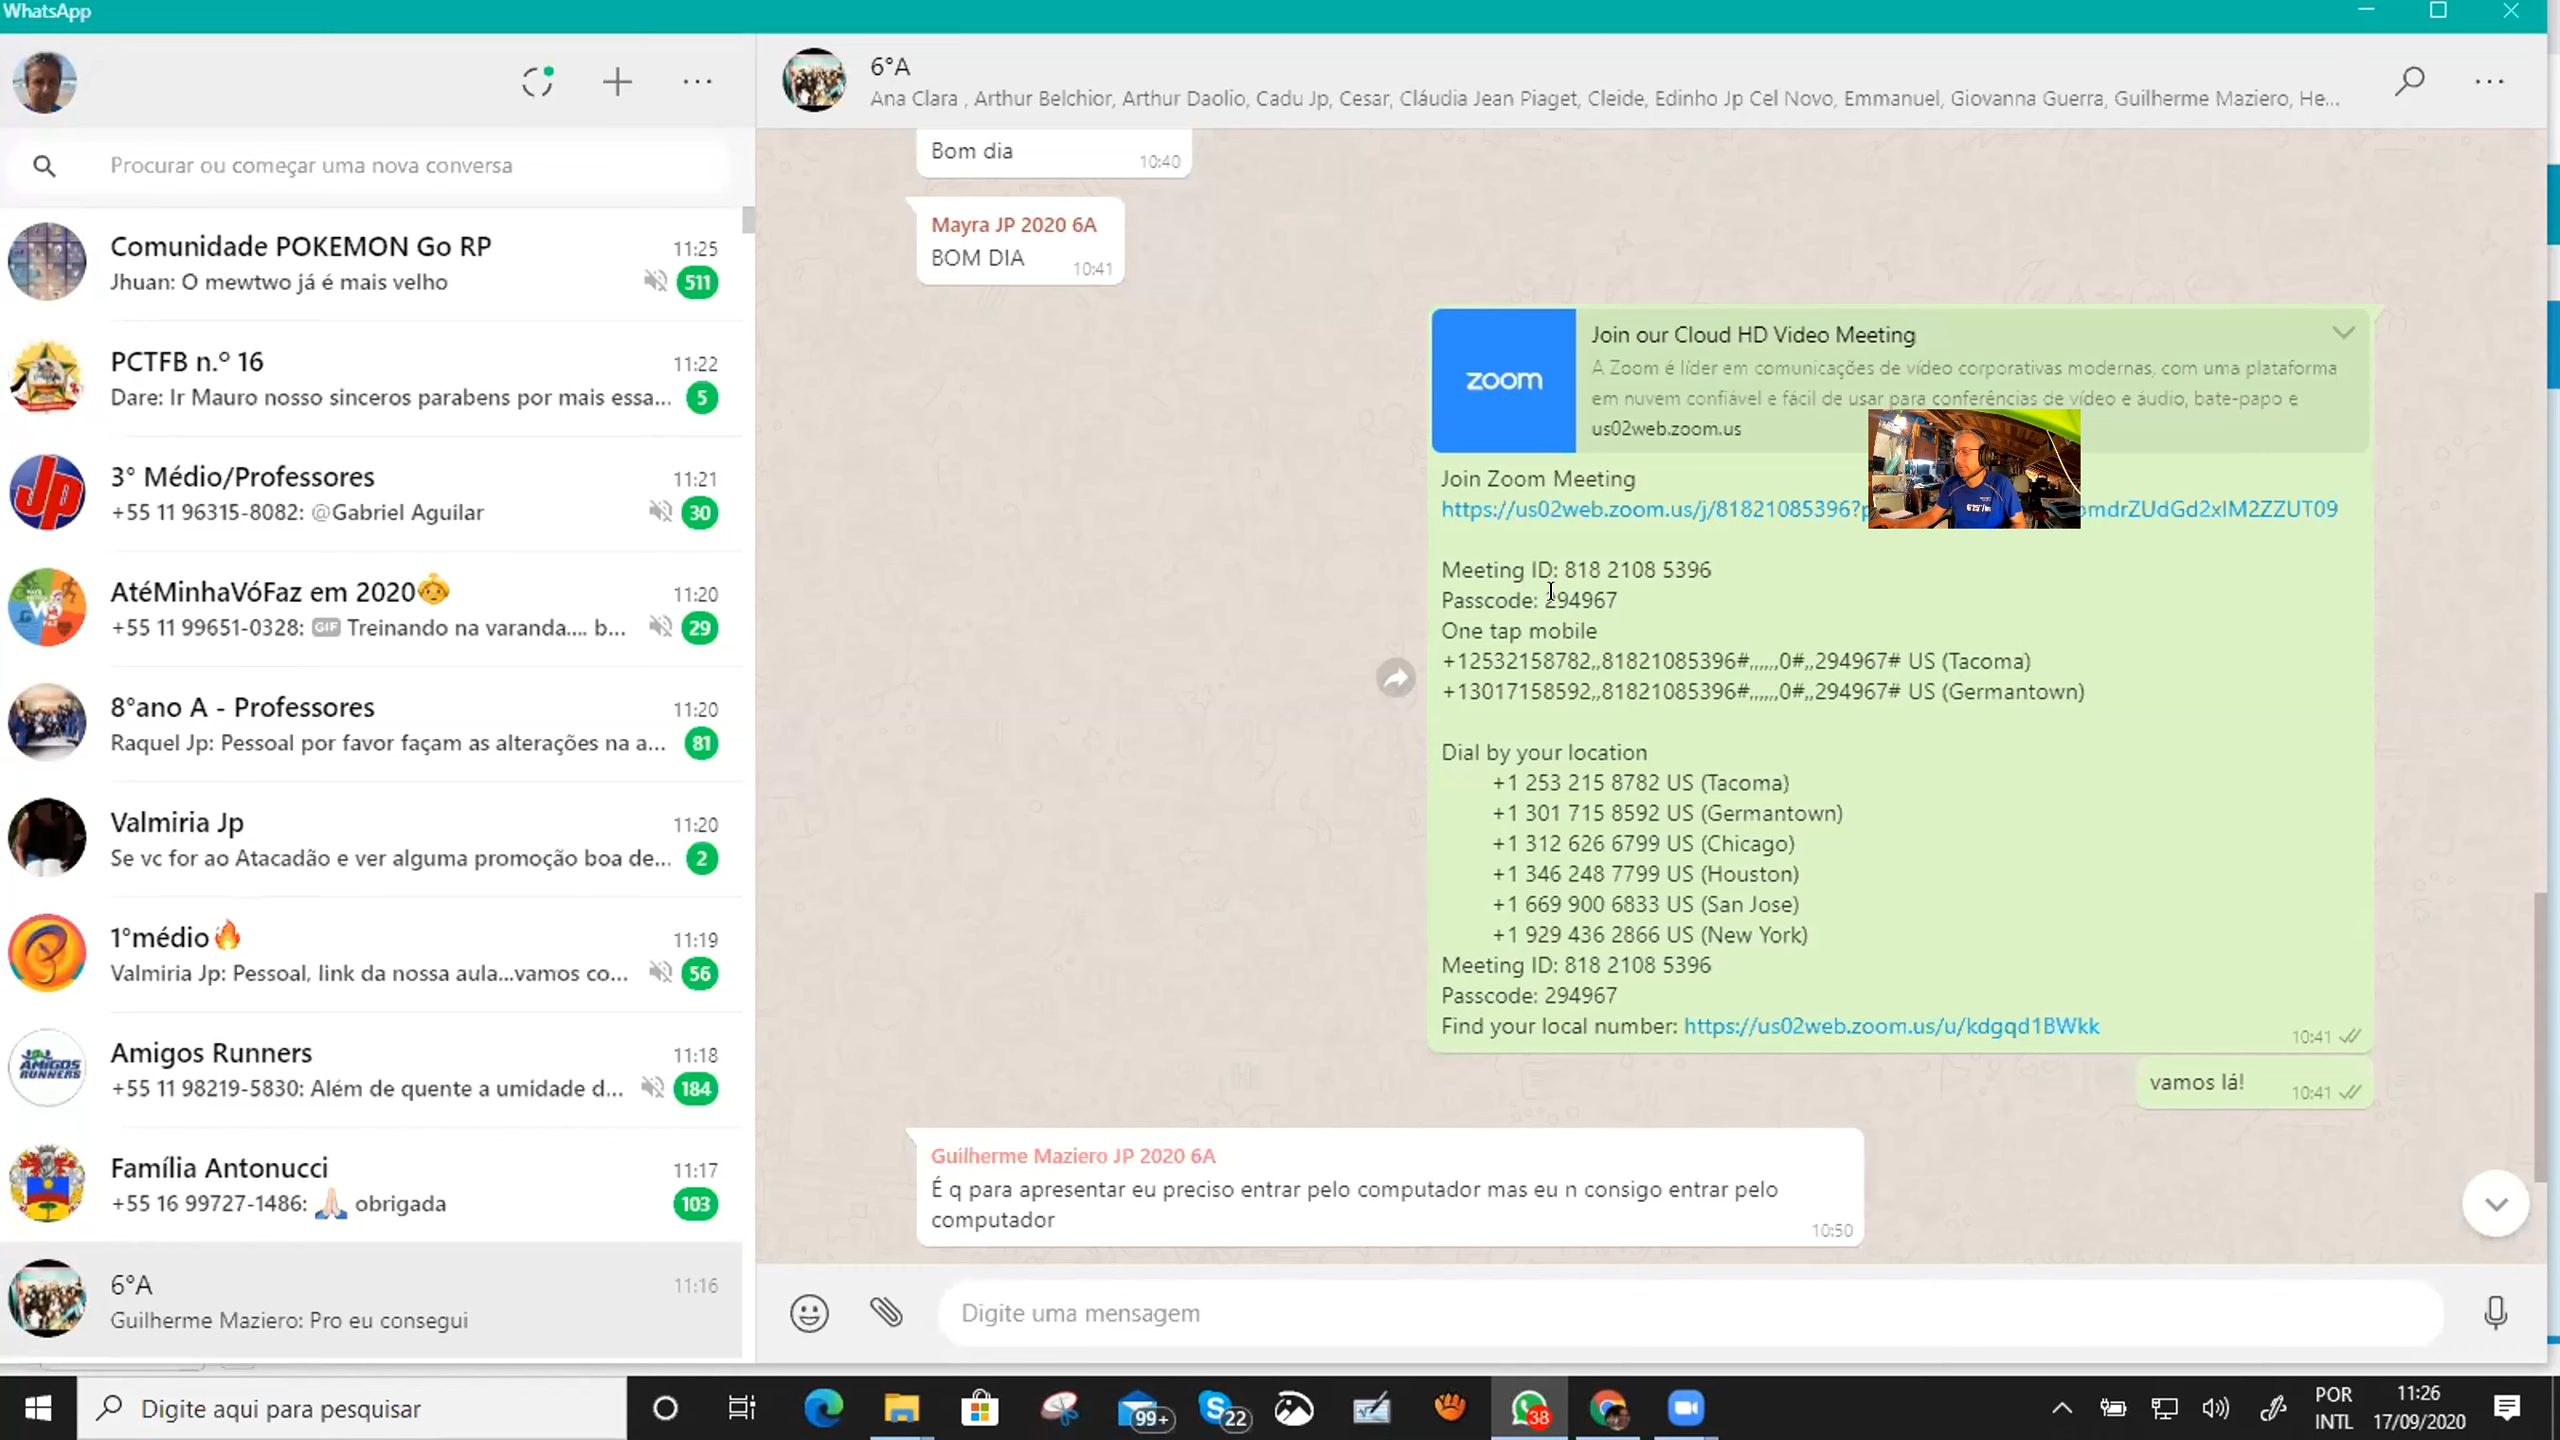 WhatsApp
Procurar ou começar uma nova conversa
Comunidade POKEMON Go RP 11:25
Jhuan: O mewtwo já é mais velho 511
PCTFB n.º 16 11:22
Dare: Ir Mauro nosso sinceros parabens por mais essa... 5
3° Médio/Professores 11:21
+55 11 96315-8082: @Gabriel Aguilar 30
AtéMinhaVóFaz em 2020👵 11:20
+55 11 99651-0328: GIF Treinando na varanda.... b... 29
8°ano A - Professores 11:20
Raquel Jp: Pessoal por favor façam as alterações na a... 81
Valmiria Jp 11:20
Se vc for ao Atacadão e ver alguma promoção boa de... 2
1°médio🔥 11:19
Valmiria Jp: Pessoal, link da nossa aula...vamos co... 56
Amigos Runners 11:18
+55 11 98219-5830: Além de quente a umidade d... 184
AMIGOS
RUNNERS
Família Antonucci 11:17
+55 16 99727-1486: 🙏🏻 obrigada 103
6°A 11:16
Guilherme Maziero: Pro eu consegui
6°A
Ana Clara , Arthur Belchior, Arthur Daolio, Cadu Jp, Cesar, Cláudia Jean Piaget, Cleide, Edinho Jp Cel Novo, Emmanuel, Giovanna Guerra, Guilherme Maziero, He...
Bom dia 10:40
Mayra JP 2020 6A
BOM DIA 10:41
zoom
Join our Cloud HD Video Meeting
A Zoom é líder em comunicações de vídeo corporativas modernas, com uma plataforma
em nuvem confiável e fácil de usar para conferências de vídeo e áudio, bate-papo e
us02web.zoom.us
Join Zoom Meeting
https://us02web.zoom.us/j/81821085396?p omdrZUdGd2xIM2ZZUT09
Meeting ID: 818 2108 5396
Passcode: 294967
One tap mobile
+12532158782,,81821085396#,,,,,,0#,,294967# US (Tacoma)
+13017158592,,81821085396#,,,,,,0#,,294967# US (Germantown)
Dial by your location
+1 253 215 8782 US (Tacoma)
+1 301 715 8592 US (Germantown)
+1 312 626 6799 US (Chicago)
+1 346 248 7799 US (Houston)
+1 669 900 6833 US (San Jose)
+1 929 436 2866 US (New York)
Meeting ID: 818 2108 5396
Passcode: 294967
Find your local number: https://us02web.zoom.us/u/kdgqd1BWkk
10:41
vamos lá! 10:41
Guilherme Maziero JP 2020 6A
É q para apresentar eu preciso entrar pelo computador mas eu n consigo entrar pelo
computador
10:50
Digite uma mensagem
Digite aqui para pesquisar
99+
22
38
POR
INTL
11:26
17/09/2020